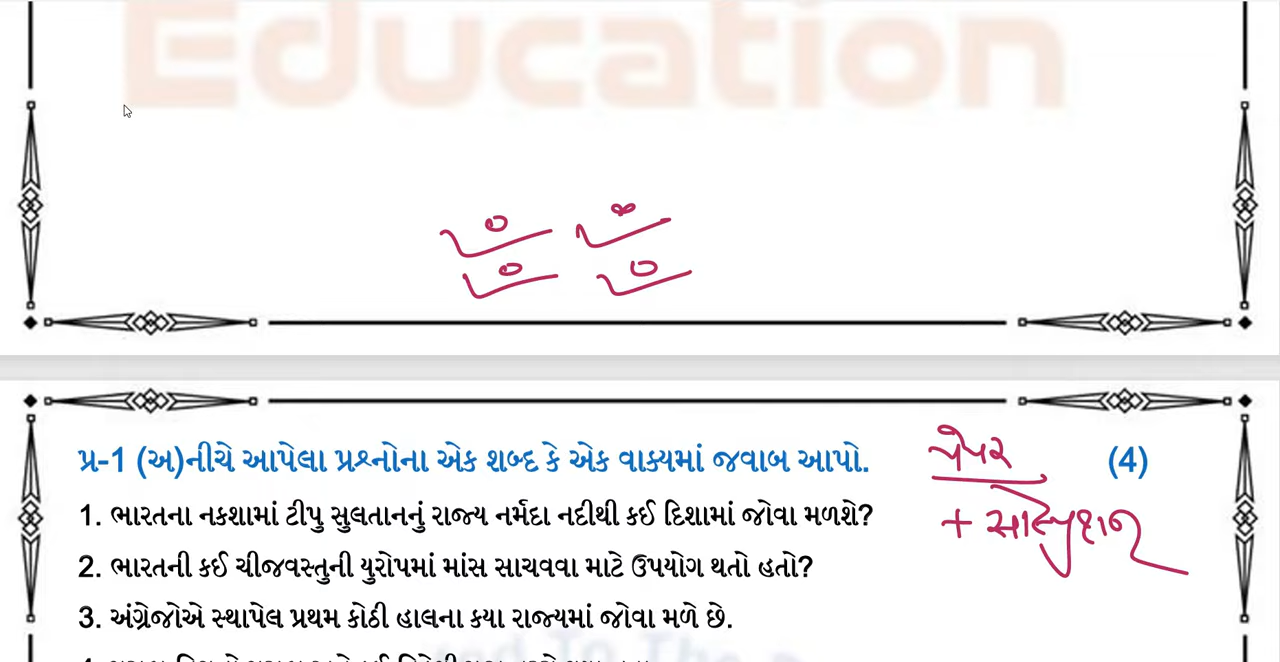 Education
પ્ર-1 (અ)નીચે આપેલા પ્રશ્નોના એક શબ્દ કે એક વાક્યમાં જવાબ આપો. (4)
પેપર
1. ભારતના નકશામાં ટીપુ સુલતાનનું રાજ્ય નર્મદા નદીથી કઈ દિશામાં જોવા મળશે?
+ સોલ્યુશન
2. ભારતની કઈ ચીજવસ્તુની યુરોપમાં માંસ સાચવવા માટે ઉપયોગ થતો હતો?
3. અંગ્રેજોએ સ્થાપેલ પ્રથમ કોઠી હાલના કયા રાજ્યમાં જોવા મળે છે.